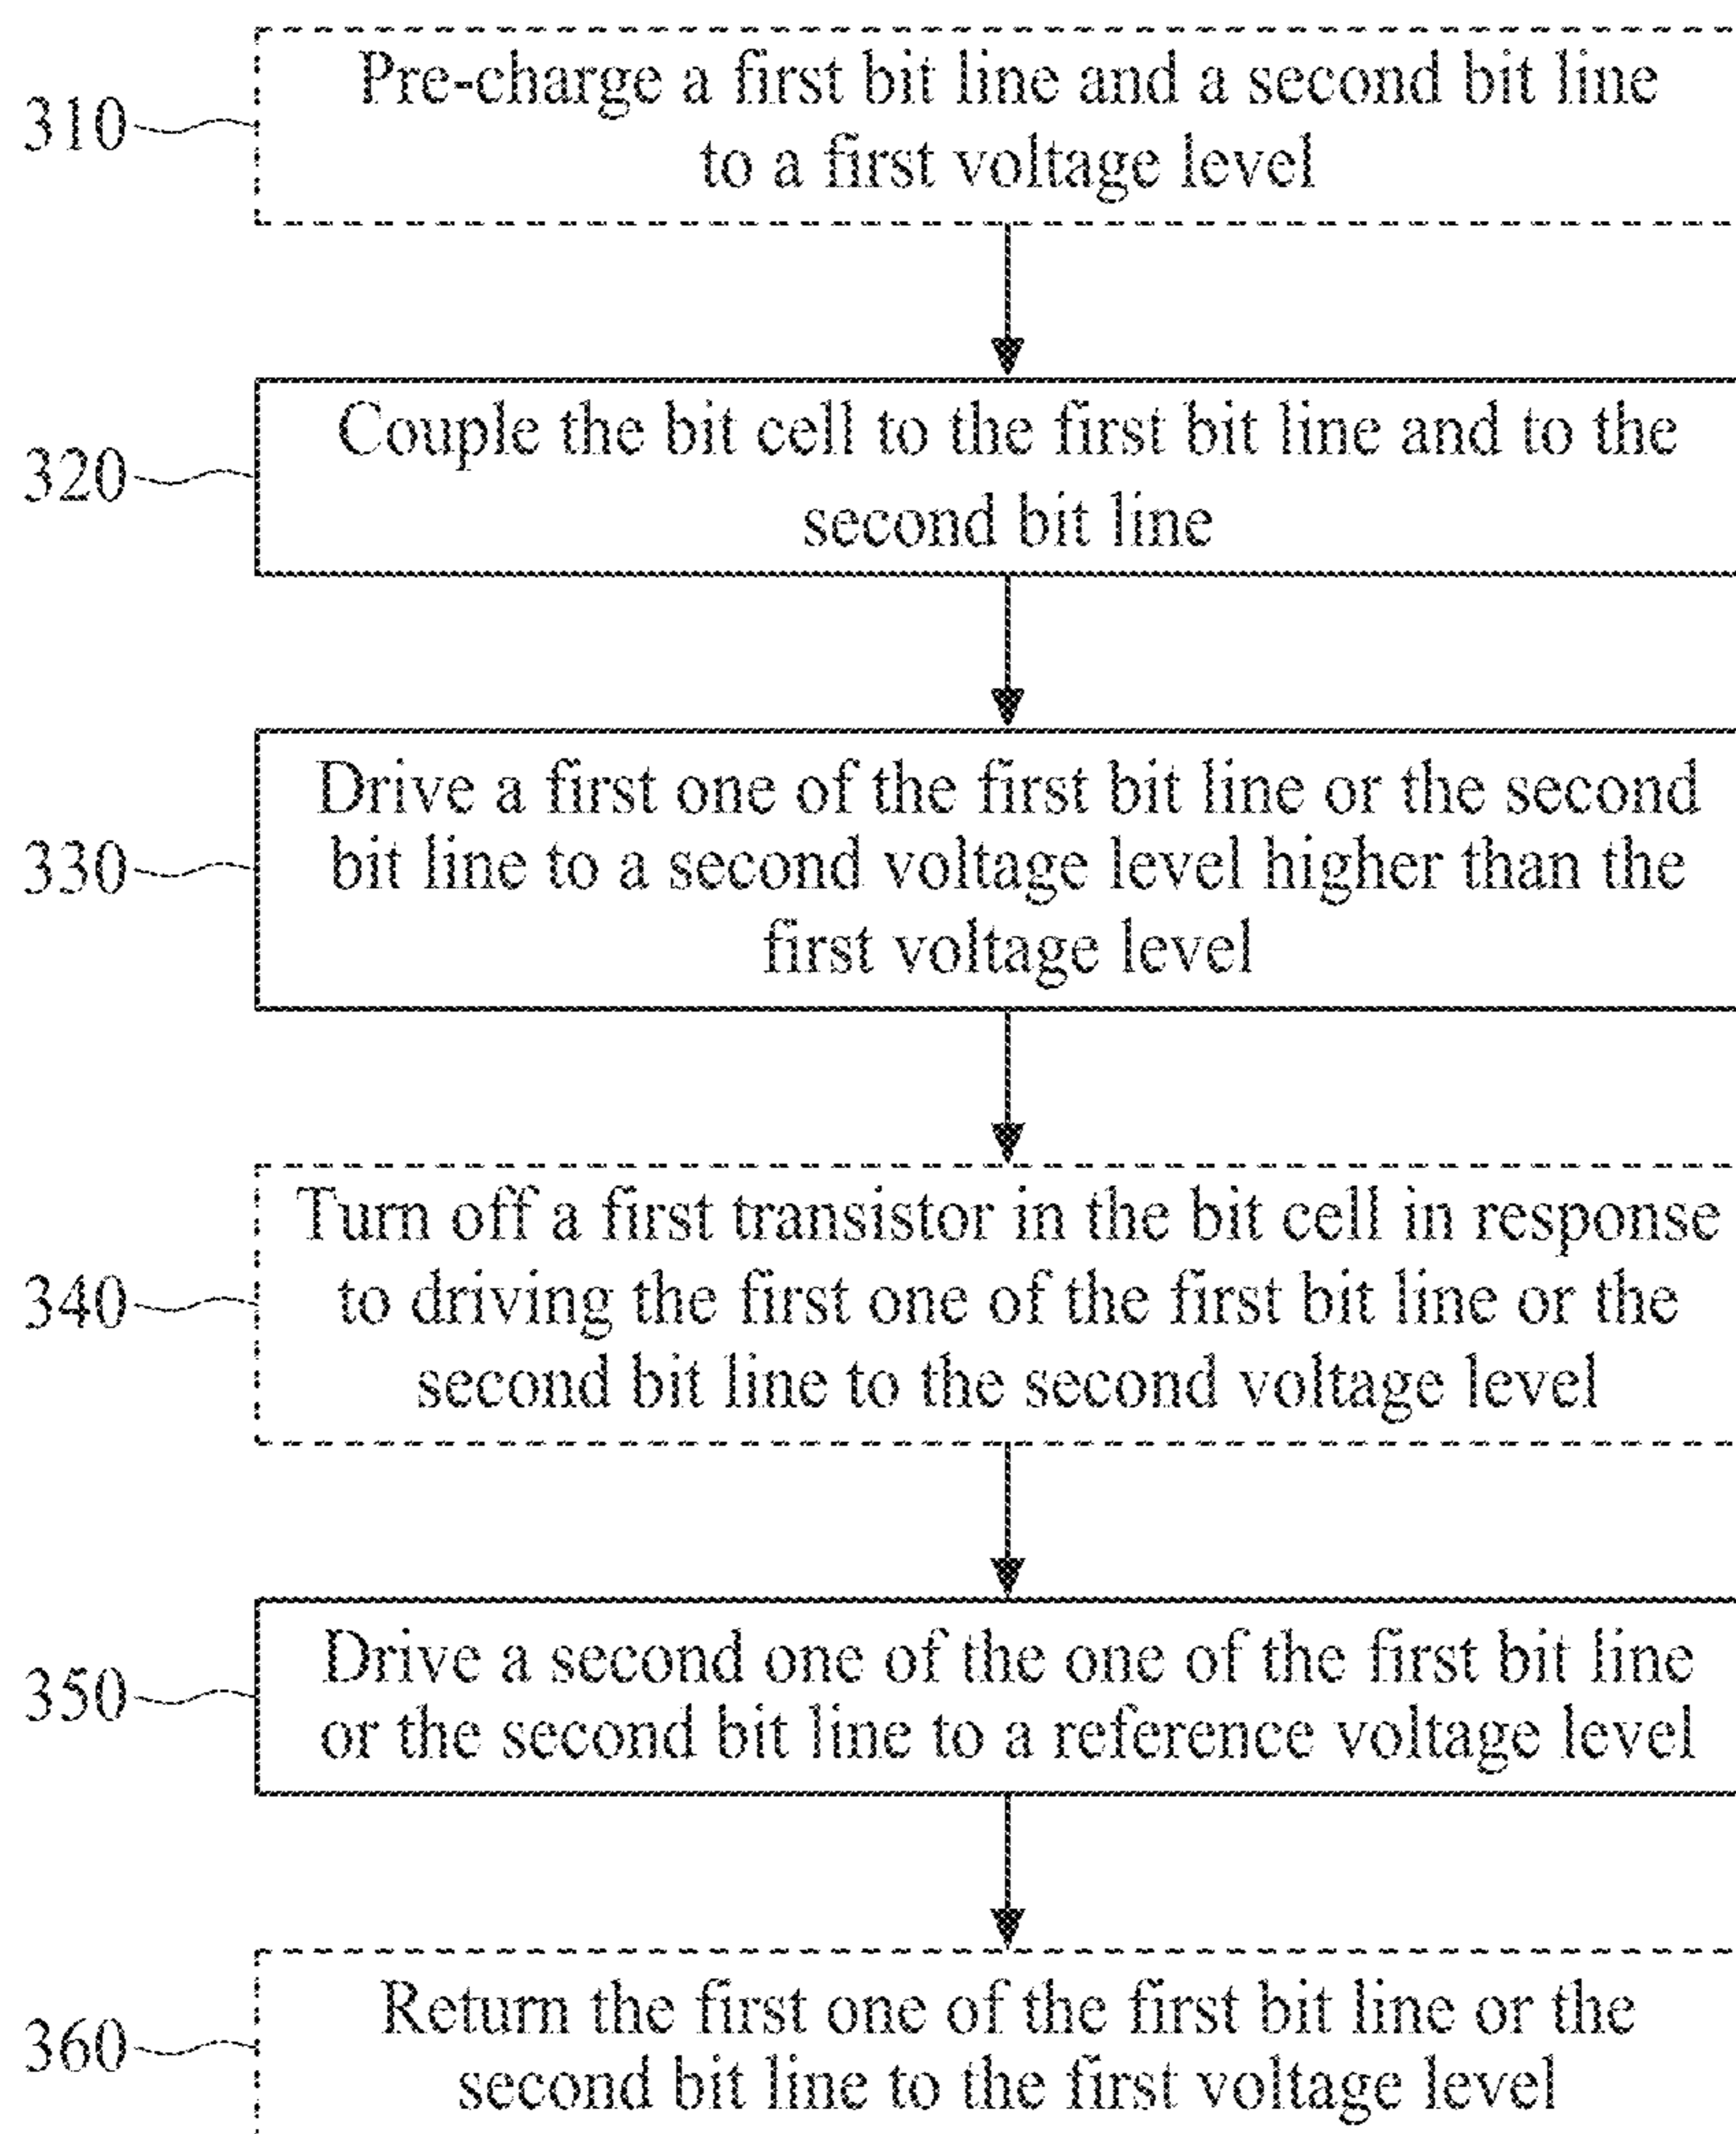 310
Pre-charge a first bit line and a second bit line
to a first voltage level
320
Couple the bit cell to the first bit line and to the
second bit line
330
Drive a first one of the first bit line or the second
bit line to a second voltage level higher than the
first voltage level
340
Turn off a first transistor in the bit cell in response
to driving the first one of the first bit line or the
second bit line to the second voltage level
350
Drive a second one of the one of the first bit line
or the second bit line to a reference voltage level
360
Return the first one of the first bit line or the
second bit line to the first voltage level